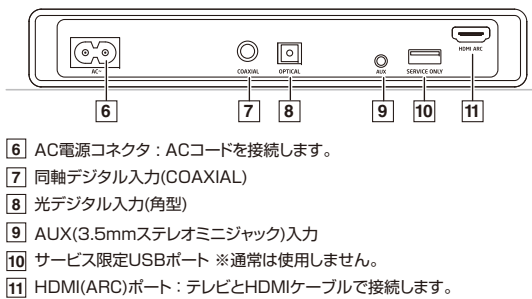 AC~ COAXIAL OPTICAL AUX SERVICE ONLY HDMI ARC
6 7 8 9 10 11
6 AC電源コネクタ：ACコードを接続します。
7 同軸デジタル入力(COAXIAL)
8 光デジタル入力(角型)
9 AUX(3.5mmステレオミニジャック)入力
10 サービス限定USBポート ※通常は使用しません。
11 HDMI(ARC)ポート：テレビとHDMIケーブルで接続します。